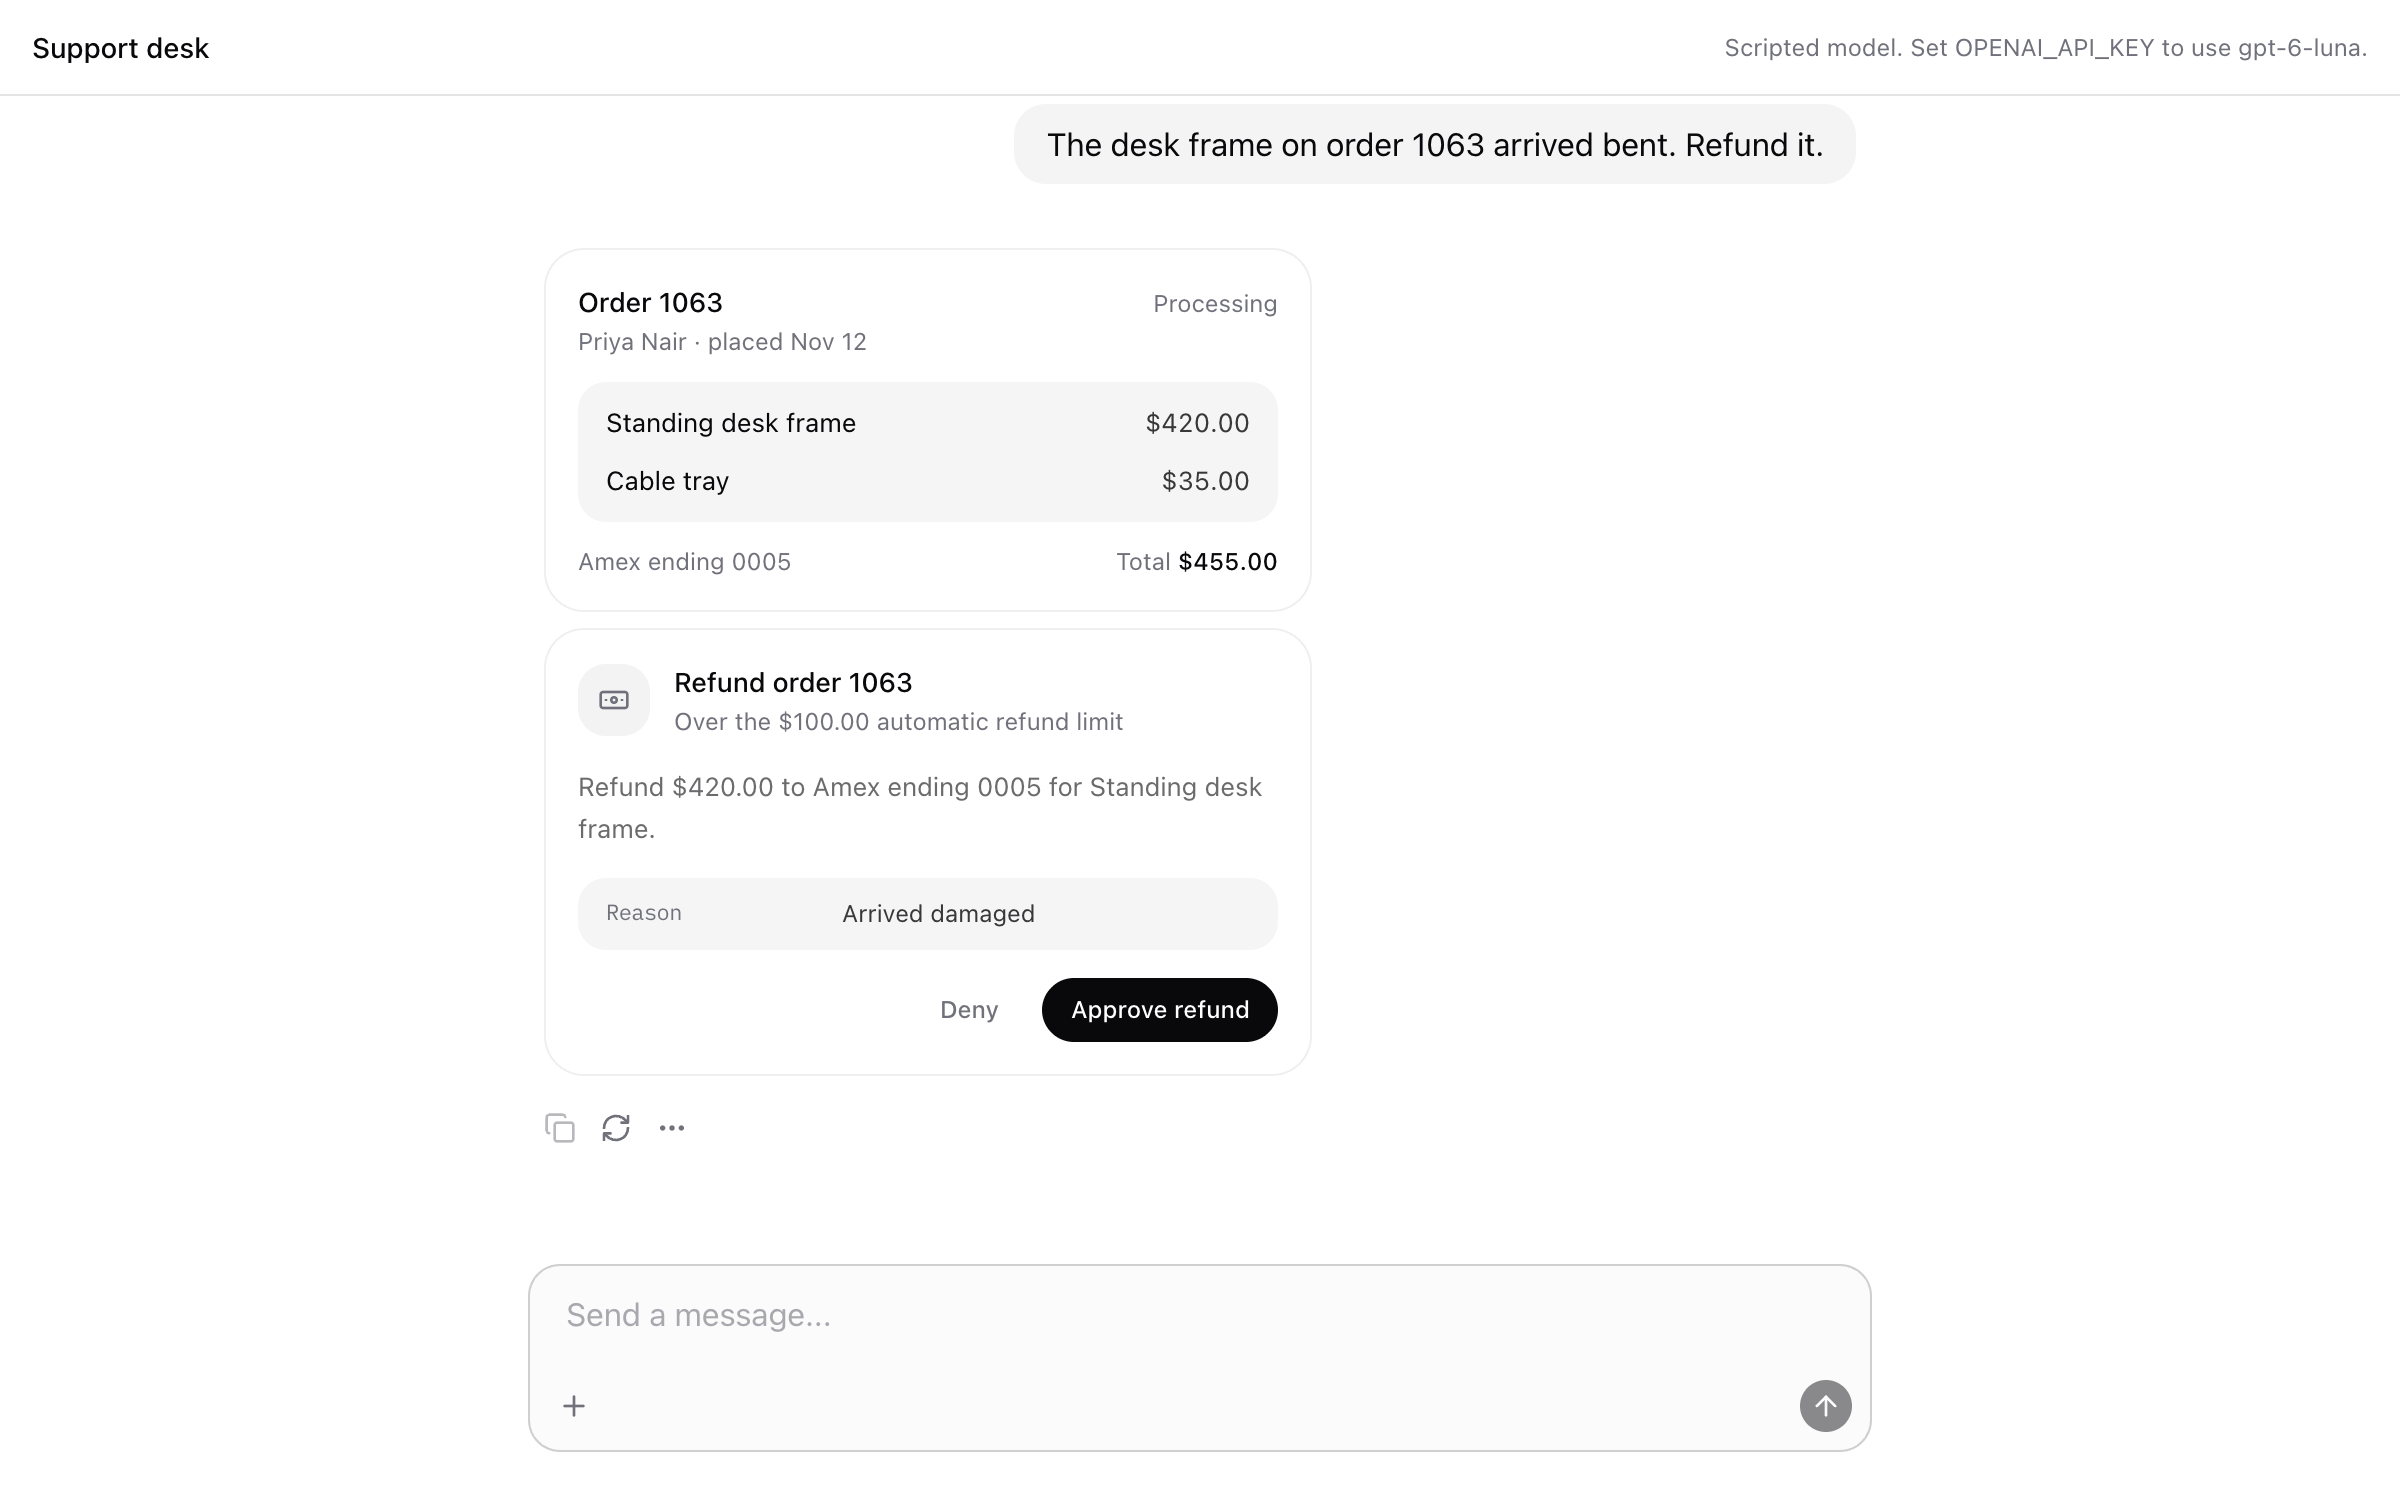 Support desk
Scripted model. Set OPENAI_API_KEY to use gpt-6-luna.
The desk frame on order 1063 arrived bent. Refund it.
Order 1063
Processing
Priya Nair · placed Nov 12
Standing desk frame
$420.00
Cable tray
$35.00
Amex ending 0005
Total $455.00
Refund order 1063
Over the $100.00 automatic refund limit
Refund $420.00 to Amex ending 0005 for Standing desk
frame.
Reason
Arrived damaged
Deny
Approve refund
Send a message...